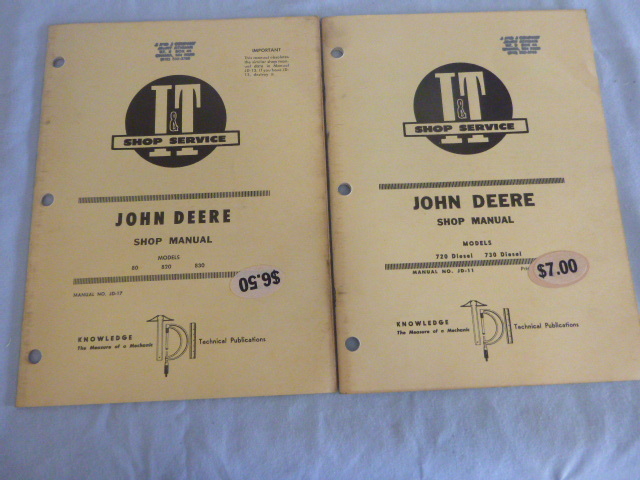 IMPORTANT
I&T
SHOP SERVICE
JOHN DEERE
SHOP MANUAL
MODELS
80 820 830
$6.50
MANUAL NO. JD-17
KNOWLEDGE
The Measure of a Mechanic
Technical Publications
I&T
SHOP SERVICE
JOHN DEERE
SHOP MANUAL
MODELS
720 Diesel 730 Diesel
MANUAL NO. JD-11
$7.00
KNOWLEDGE
The Measure of a Mechanic
Technical Publications